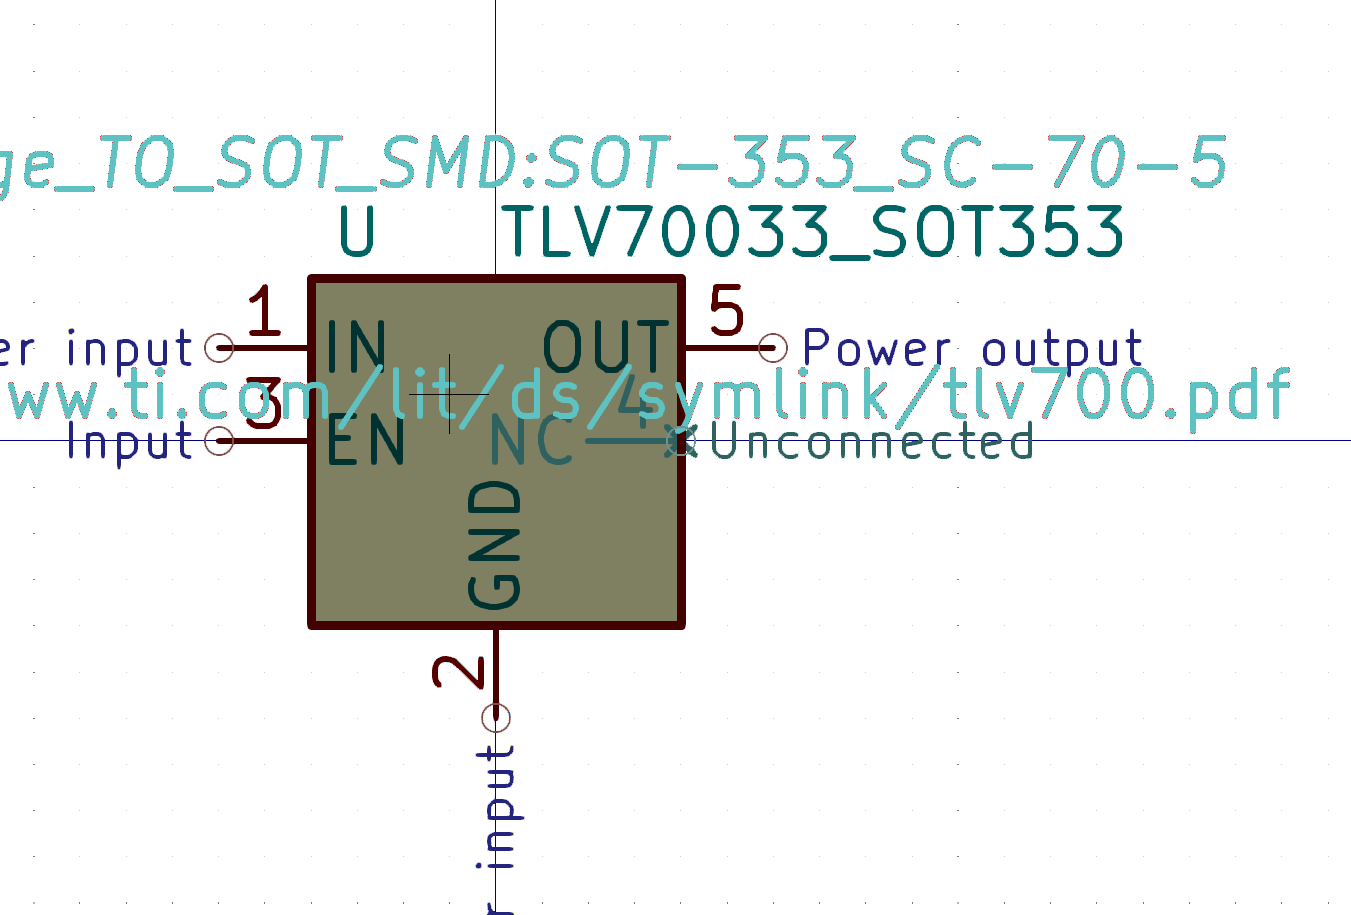 ge_TO_SOT_SMD:SOT-353_SC-70-5
U TLV70033_SOT353
1 5
er input IN OUT Power output
ww.ti.com/lit/ds/symlink/tlv700.pdf
3 4
Input EN NC Unconnected
GND
2
r input